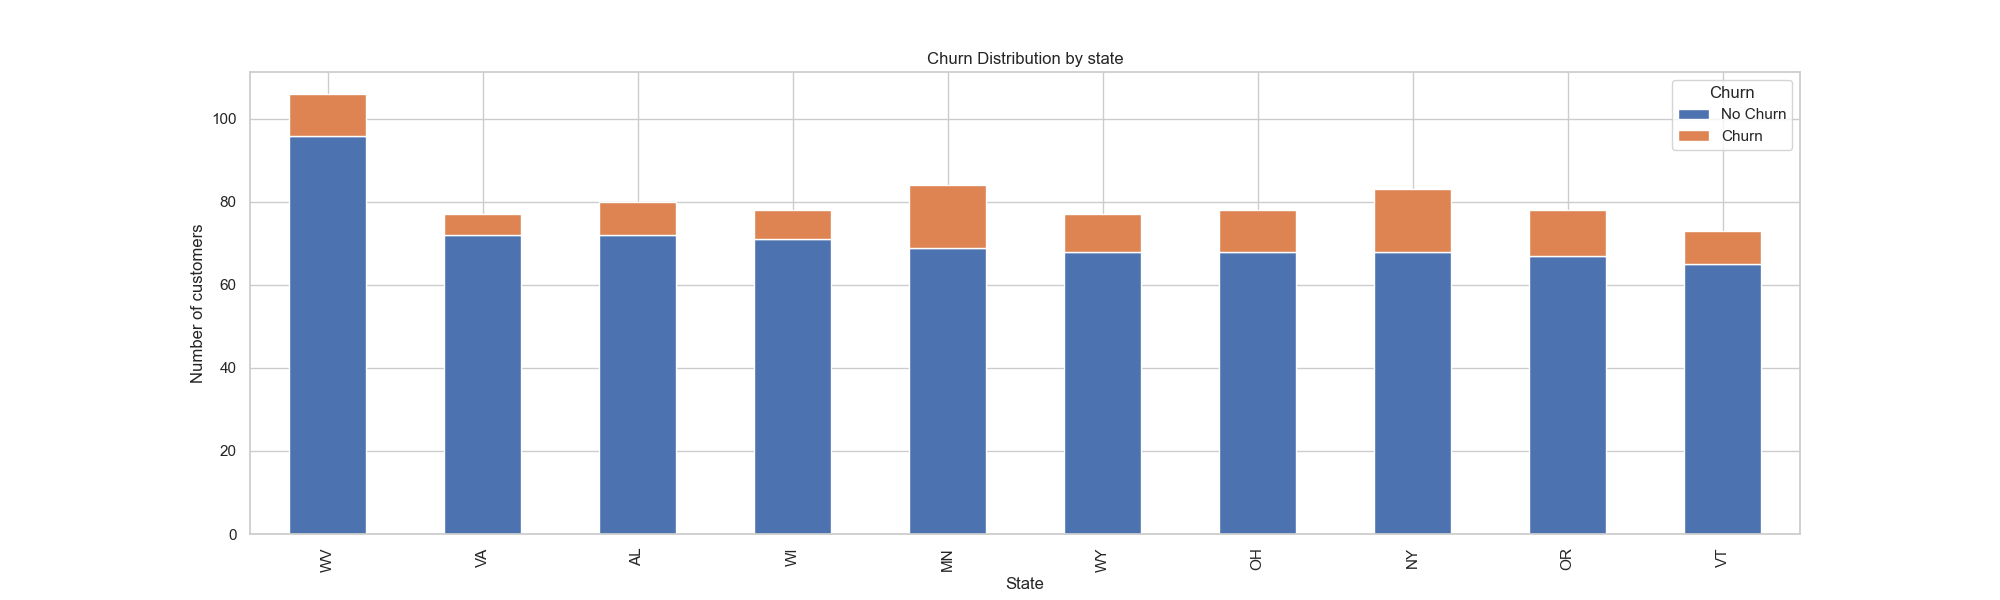 Churn Distribution by state
Churn
No Churn
Churn
Number of customers
100
80
60
40
20
0
WV
VA
AL
WI
MN
WY
OH
NY
OR
VT
State